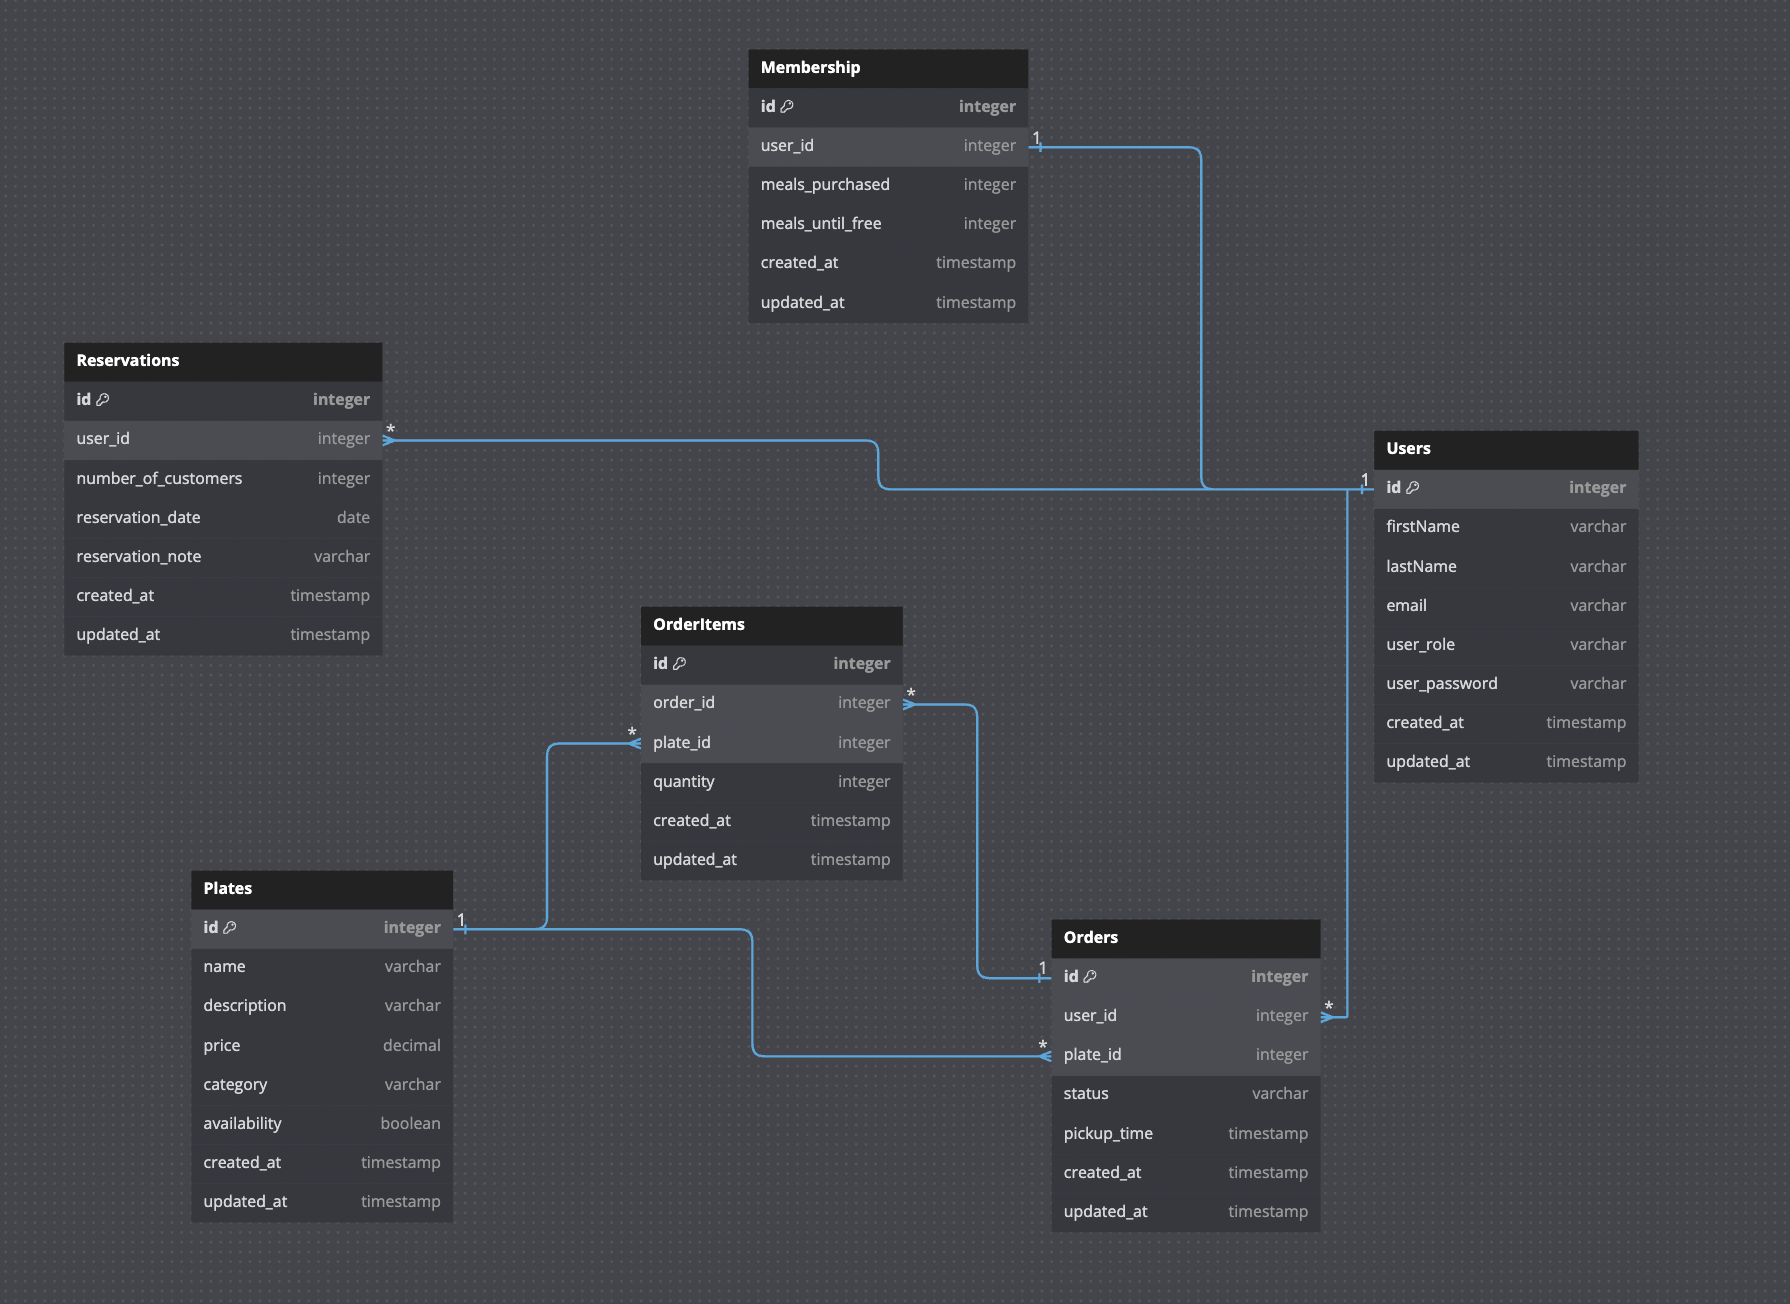 Membership
id integer
1
user_id integer
meals_purchased integer
meals_until_free integer
created_at timestamp
updated_at timestamp
Reservations
id integer
*
user_id integer
number_of_customers integer
reservation_date date
reservation_note varchar
created_at timestamp
updated_at timestamp
Users
1
id integer
firstName varchar
lastName varchar
email varchar
user_role varchar
user_password varchar
created_at timestamp
updated_at timestamp
OrderItems
id integer
*
order_id integer
*
plate_id integer
quantity integer
created_at timestamp
updated_at timestamp
Plates
1
id integer
name varchar
description varchar
price decimal
category varchar
availability boolean
created_at timestamp
updated_at timestamp
Orders
1
id integer
*
user_id integer
*
plate_id integer
status varchar
pickup_time timestamp
created_at timestamp
updated_at timestamp